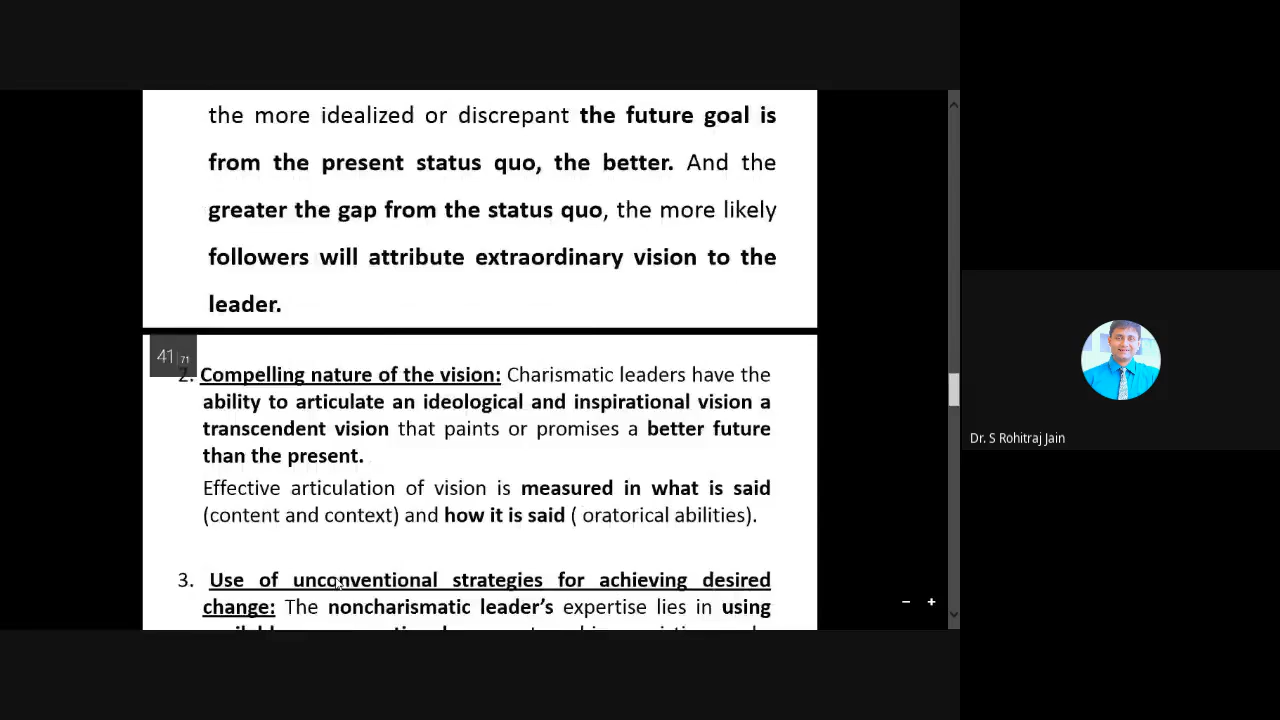 the more idealized or discrepant the future goal is
from the present status quo, the better. And the
greater the gap from the status quo, the more likely
followers will attribute extraordinary vision to the
leader.
41 | 71
2. Compelling nature of the vision: Charismatic leaders have the
ability to articulate an ideological and inspirational vision a
transcendent vision that paints or promises a better future
than the present.
Effective articulation of vision is measured in what is said
(content and context) and how it is said ( oratorical abilities).
3. Use of unconventional strategies for achieving desired
change: The noncharismatic leader’s expertise lies in using
Dr. S Rohitraj Jain